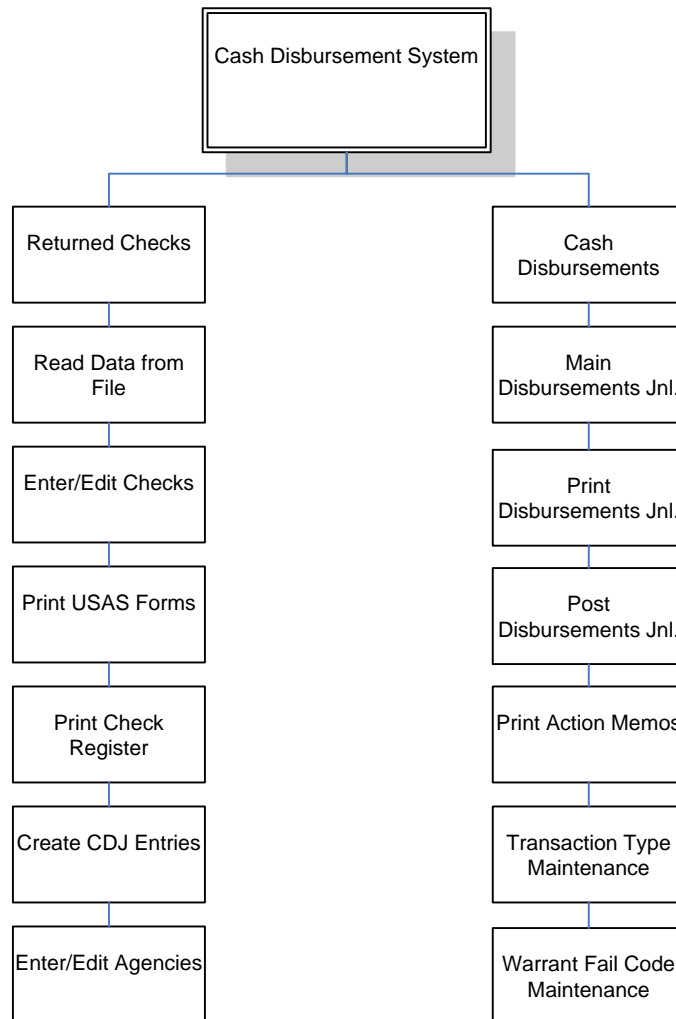 Cash Disbursement System
Returned Checks
Read Data from
File
Enter/Edit Checks
Print USAS Forms
Print Check
Register
Create CDJ Entries
Enter/Edit Agencies
Cash
Disbursements
Main
Disbursements Jnl.
Print
Disbursements Jnl.
Post
Disbursements Jnl.
Print Action Memos
Transaction Type
Maintenance
Warrant Fail Code
Maintenance